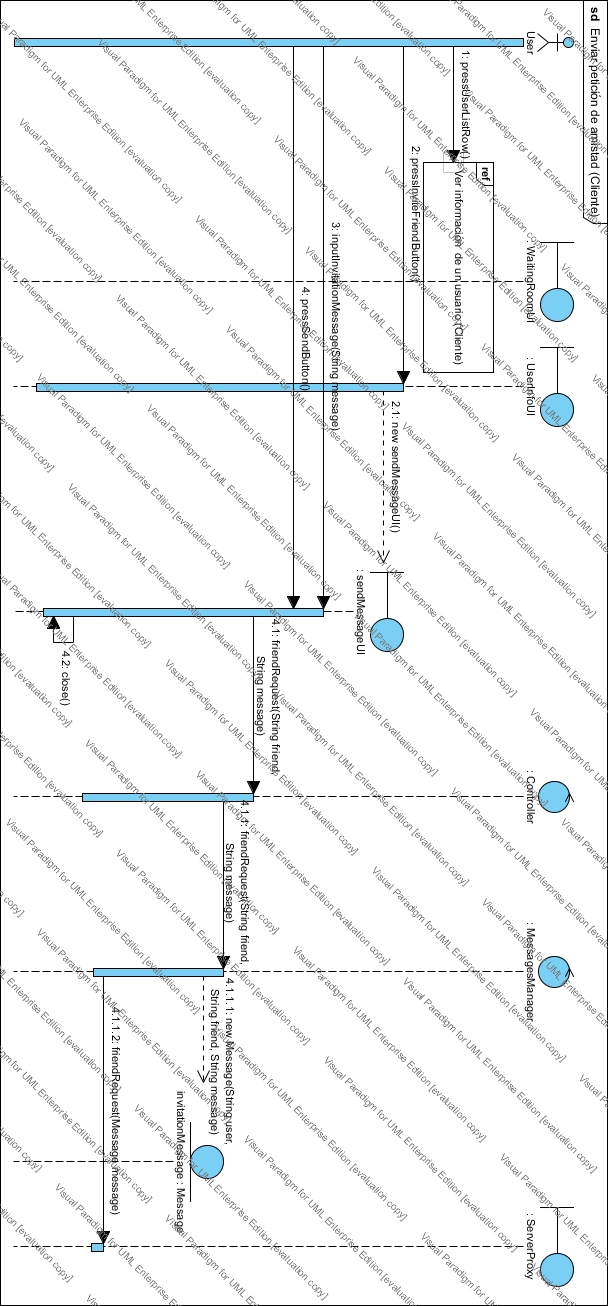 sd Enviar petición de amistad (Cliente)
User
: WaitingRoomUI
: UserInfoUI
: Controller
: MessagesManager
: ServerProxy
1: pressUserListRow()
ref
Ver información de un usuario (Cliente)
2: pressInviteFriendButton()
2.1: new sendMessageUI()
: sendMessageUI
3: inputInvitationMessage(String message)
4: pressSendButton()
4.1: friendRequest(String friend,
String message)
4.1.1: friendRequest(String friend,
String message)
4.1.1.1: new Message(String user,
String friend, String message)
invitationMessage : Message
4.1.1.2: friendRequest(Message message)
4.2: close()
Visual Paradigm for UML Enterprise Edition [evaluation copy]